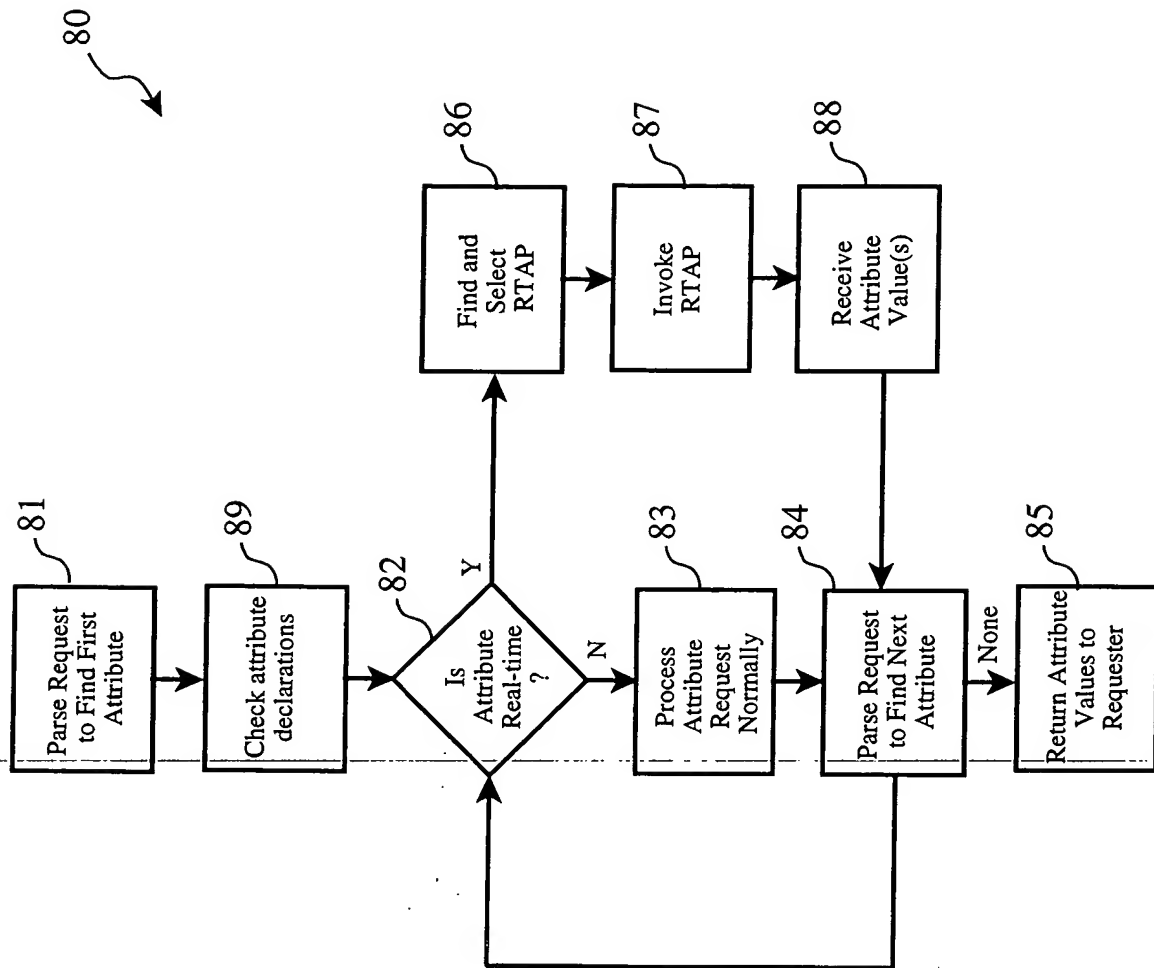 80
81
Parse Request
to Find First
Attribute
89
Check attribute
declarations
82
Is
Attribute
Real-time
?
Y
N
86
Find and
Select
RTAP
87
Invoke
RTAP
88
Receive
Attribute
Value(s)
83
Process
Attribute
Request
Normally
84
Parse Request
to Find Next
Attribute
None
85
Return Attribute
Values to
Requester